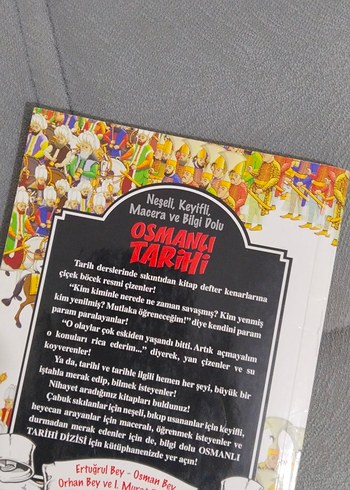 Neşeli, Keyifli,
Macera ve Bilgi Dolu
OSMANLI
TARİHİ
Tarih derslerinde sıkıntıdan kitap defter kenarlarına
çiçek böcek resmi çizenler!
"Kim kiminle nerede ne zaman savaşmış? Kim yenmiş
kim yenilmiş? Mutlaka öğreneceğim!" diye kendini param
param paralayanlar!
"O olaylar çok eskiden yaşandı bitti. Artık açmayalım
o konuları rica ederim..." diyerek, yan çizenler ve su
koyverenler!
Ya da, tarihi ve tarihle ilgili hemen her şeyi, büyük bir
iştahla merak edip, bilmek isteyenler!
Nihayet aradığınız kitapları buldunuz!
Çabuk sıkılanlar için neşeli, bıkıp usananlar için keyifli,
heyecan arayanlar için maceralı, öğrenmek isteyenler ve
durmadan merak edenler için de, bilgi dolu OSMANLI
TARİHİ DİZİSİ için kütüphanenizde yer açın!
Ertuğrul Bey - Osman Bey
Orhan Bey ve I. Murat